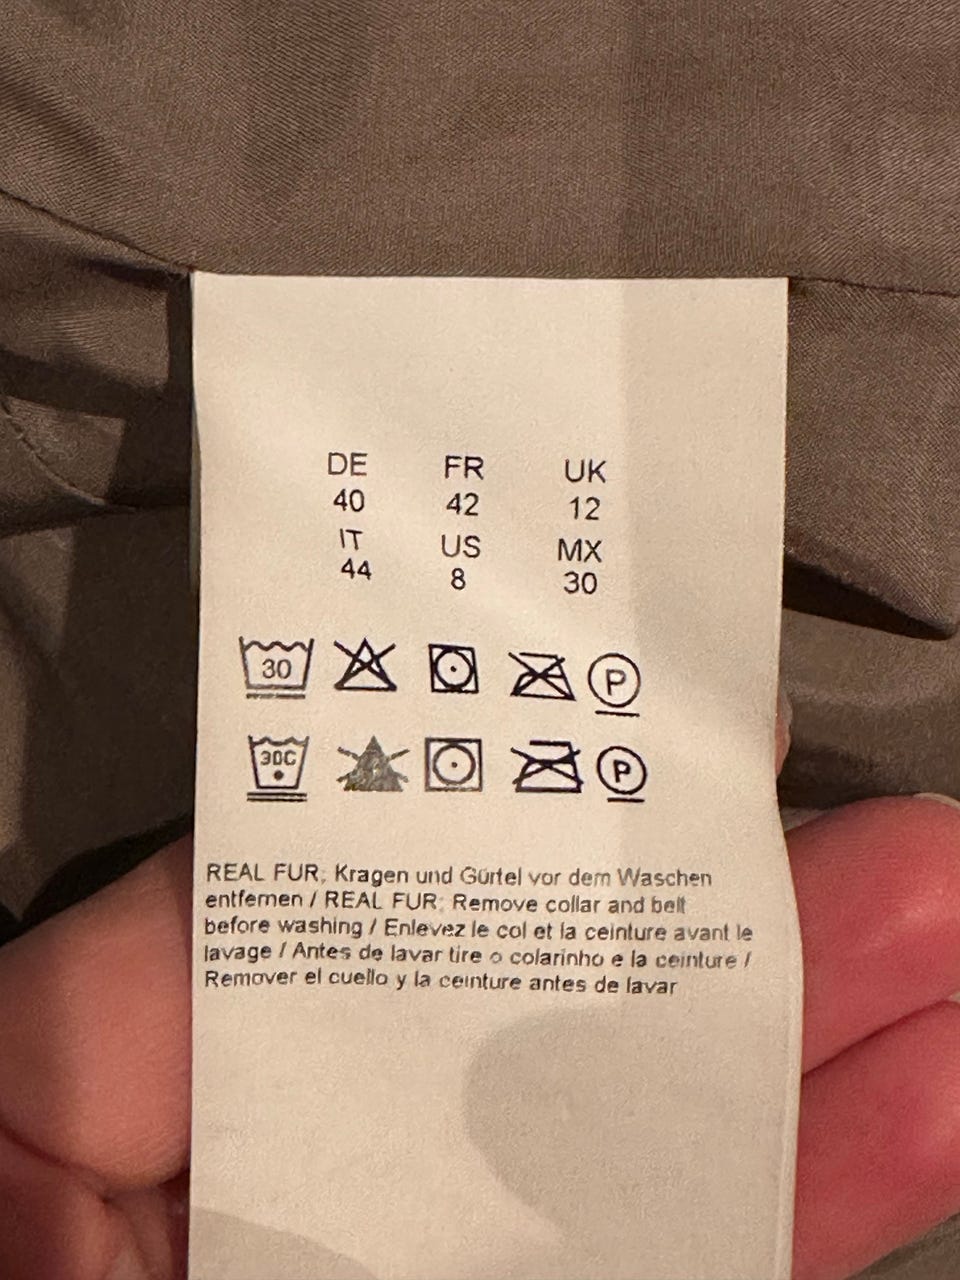 DE FR UK
40 42 12
IT US MX
44 8 30
30 P
30C P
REAL FUR: Kragen und Gürtel vor dem Waschen
entfernen / REAL FUR: Remove collar and belt
before washing / Enlevez le col et la ceinture avant le
lavage / Antes de lavar tire o colarinho e la ceinture /
Remover el cuello y la ceinture antes de lavar